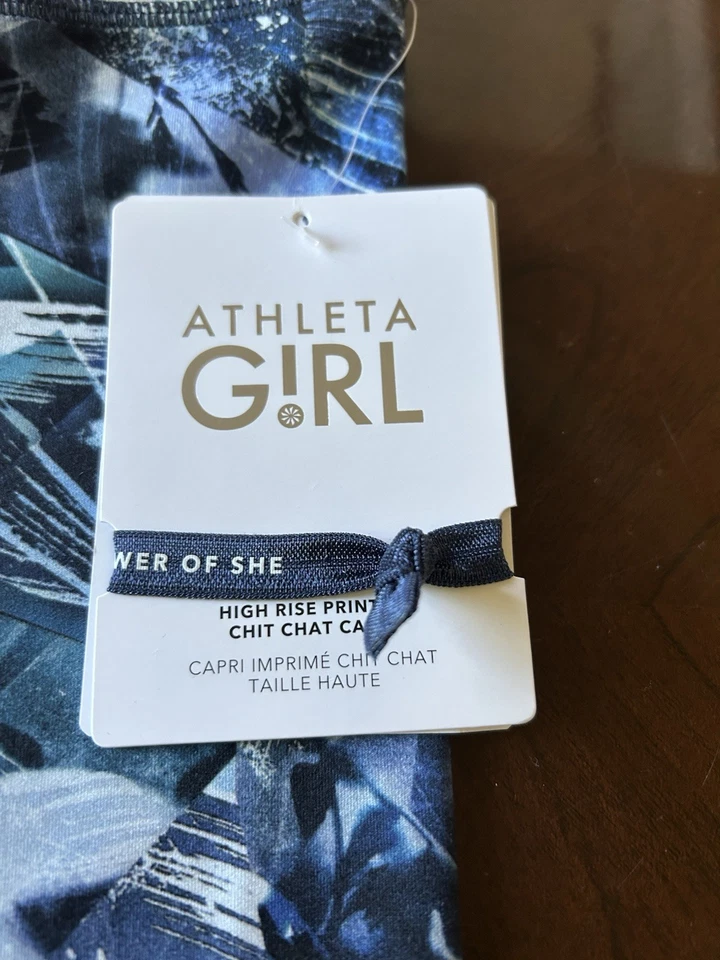 ATHLETA
G!RL
WER OF SHE
HIGH RISE PRINT
CHIT CHAT CA
CAPRI IMPRIMÉ CHIT CHAT
TAILLE HAUTE